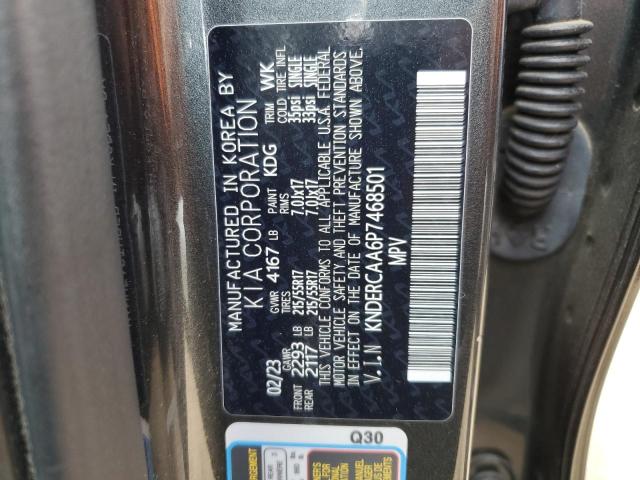 MANUFACTURED IN KOREA BY
KIA CORPORATION
02/23 GVWR 4167 LB PAINT KDG TRIM WK
GAWR TIRES RIMS COLD TIRE INFL
FRONT 2293 LB 215/55R17 7.0Jx17 35psi SINGLE
REAR 2117 LB 215/55R17 7.0Jx17 33psi SINGLE
THIS VEHICLE CONFORMS TO ALL APPLICABLE U.S.A. FEDERAL
MOTOR VEHICLE SAFETY AND THEFT PREVENTION STANDARDS
IN EFFECT ON THE DATE OF MANUFACTURE SHOWN ABOVE.
V.I.N KNDERCAA6P7468501
MPV
Q30